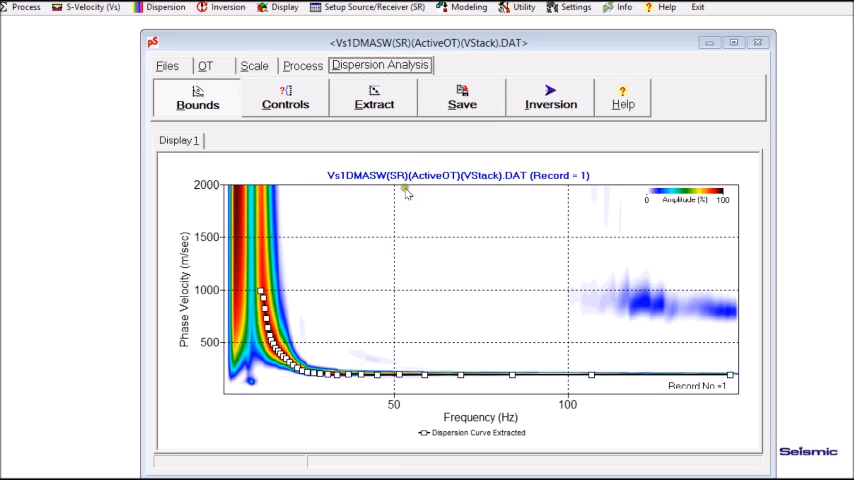 Process S-Velocity (Vs) Dispersion Inversion Display Setup Source/Receiver (SR) Modeling Utility Settings Info Help Exit
pS <Vs1DMASW(SR)(ActiveOT)(VStack).DAT>
Files OT Scale Process Dispersion Analysis
Bounds Controls Extract Save Inversion Help
Display 1
Vs1DMASW(SR)(ActiveOT)(VStack).DAT (Record = 1)
0 Amplitude (%) 100
2000
1500
1000
500
Phase Velocity (m/sec)
Record No =1
50 100
Frequency (Hz)
Dispersion Curve Extracted
Seismic